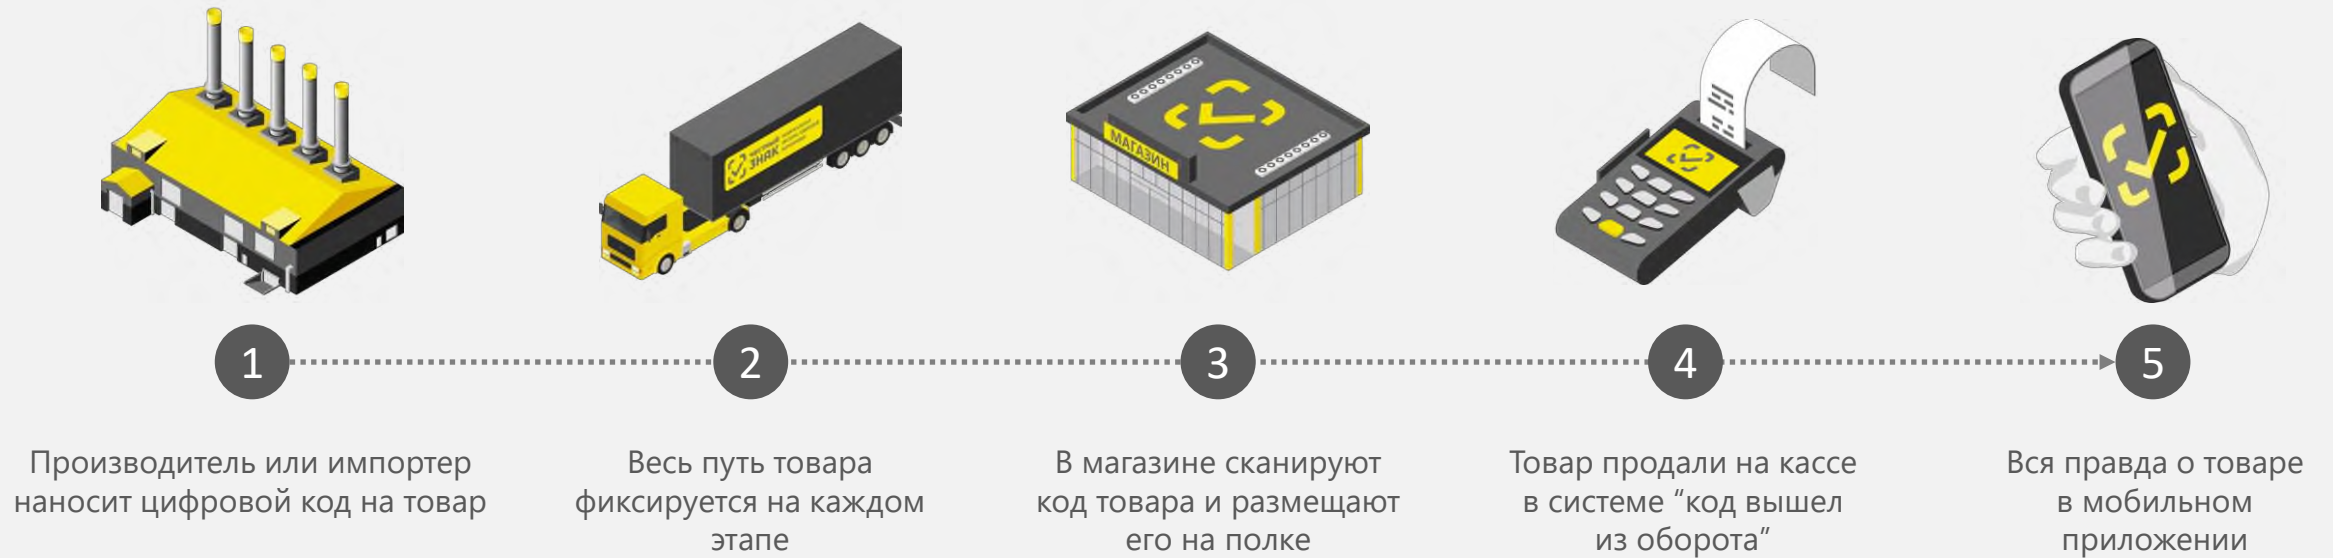 честный
ЗНАК
МАГАЗИН
1
2
3
4
5
Производитель или импортер
наносит цифровой код на товар
Весь путь товара
фиксируется на каждом
этапе
В магазине сканируют
код товара и размещают
его на полке
Товар продали на кассе
в системе “код вышел
из оборота”
Вся правда о товаре
в мобильном
приложении